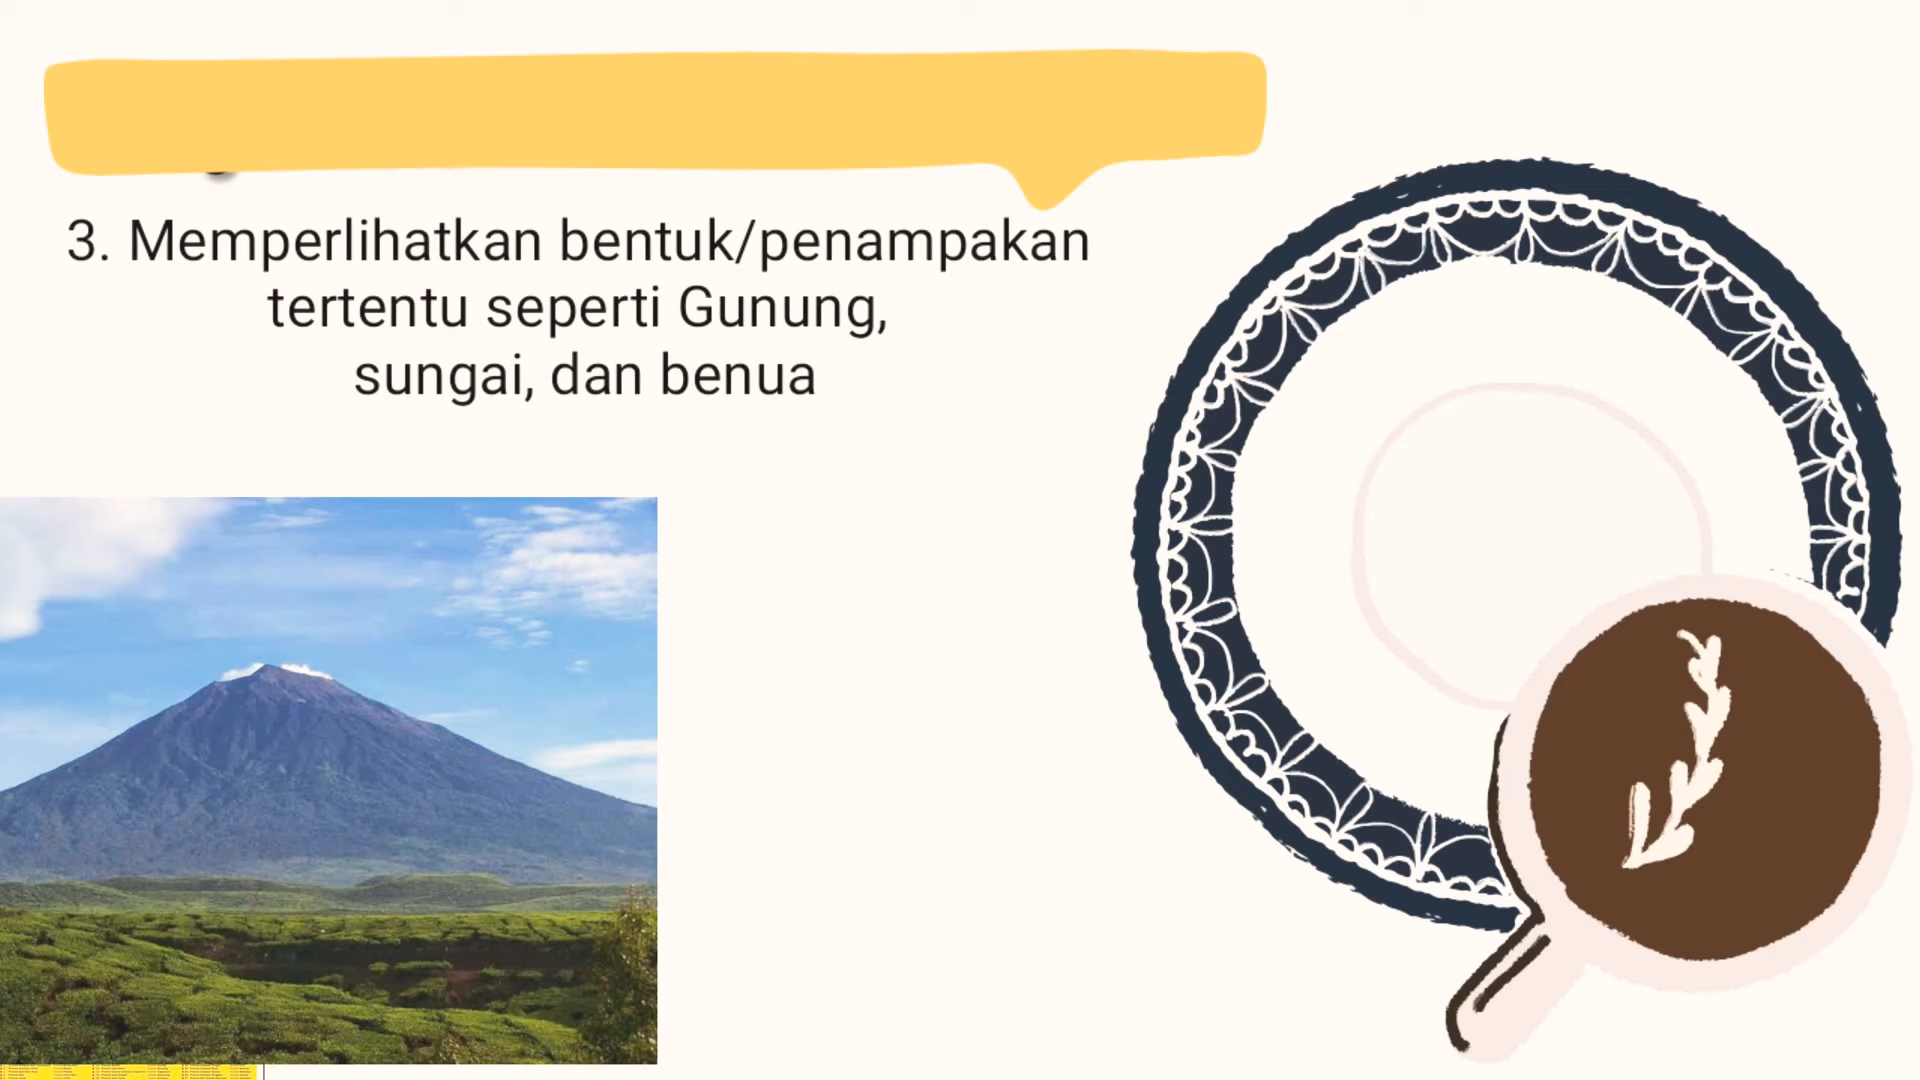 3. Memperlihatkan bentuk/penampakan
tertentu seperti Gunung,
sungai, dan benua